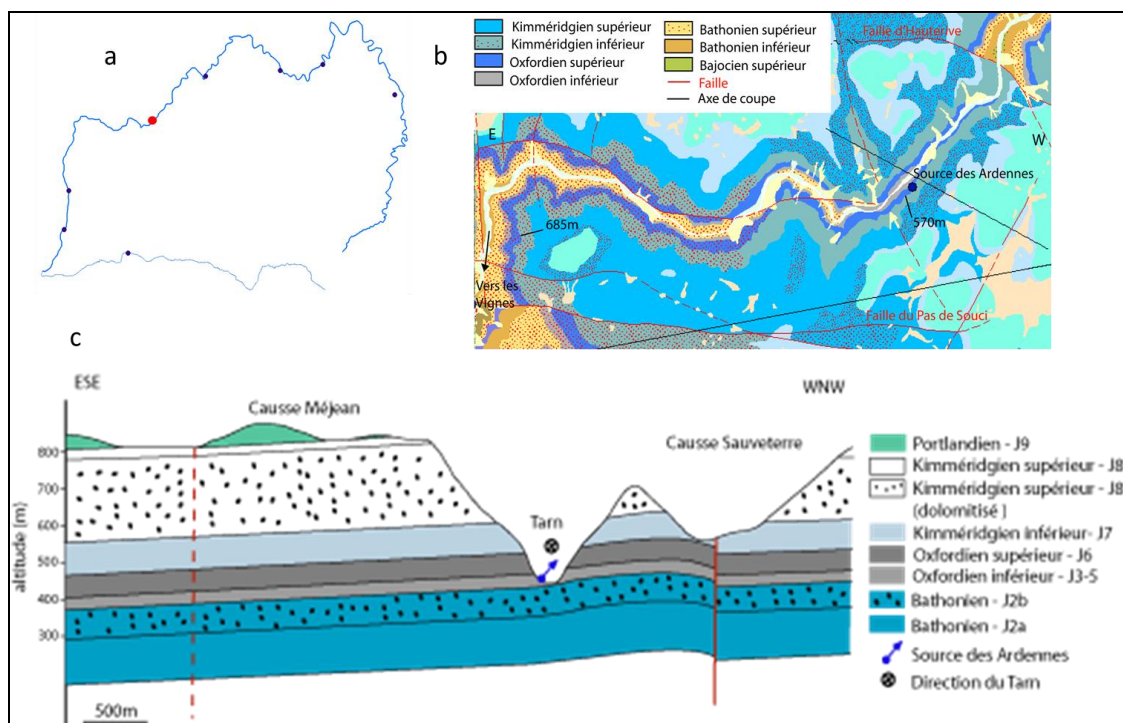 a
b
Kimméridgien supérieur
Kimméridgien inférieur
Oxfordien supérieur
Oxfordien inférieur
Bathonien supérieur
Bathonien inférieur
Bajocien supérieur
Faille
Axe de coupe
Faille d'Hauterive
E
W
Source des Ardennes
685m
570m
Vers les
Vignes
Faille du Pas de Souci
c
ESE
WNW
Causse Méjean
Causse Sauveterre
Tarn
altitude [m]
800
700
600
500
400
300
500m
Portlandien - J9
Kimméridgien supérieur - J8
Kimméridgien supérieur - J8
(dolomitisé )
Kimméridgien inférieur - J7
Oxfordien supérieur - J6
Oxfordien inférieur - J3-5
Bathonien - J2b
Bathonien - J2a
Source des Ardennes
Direction du Tarn